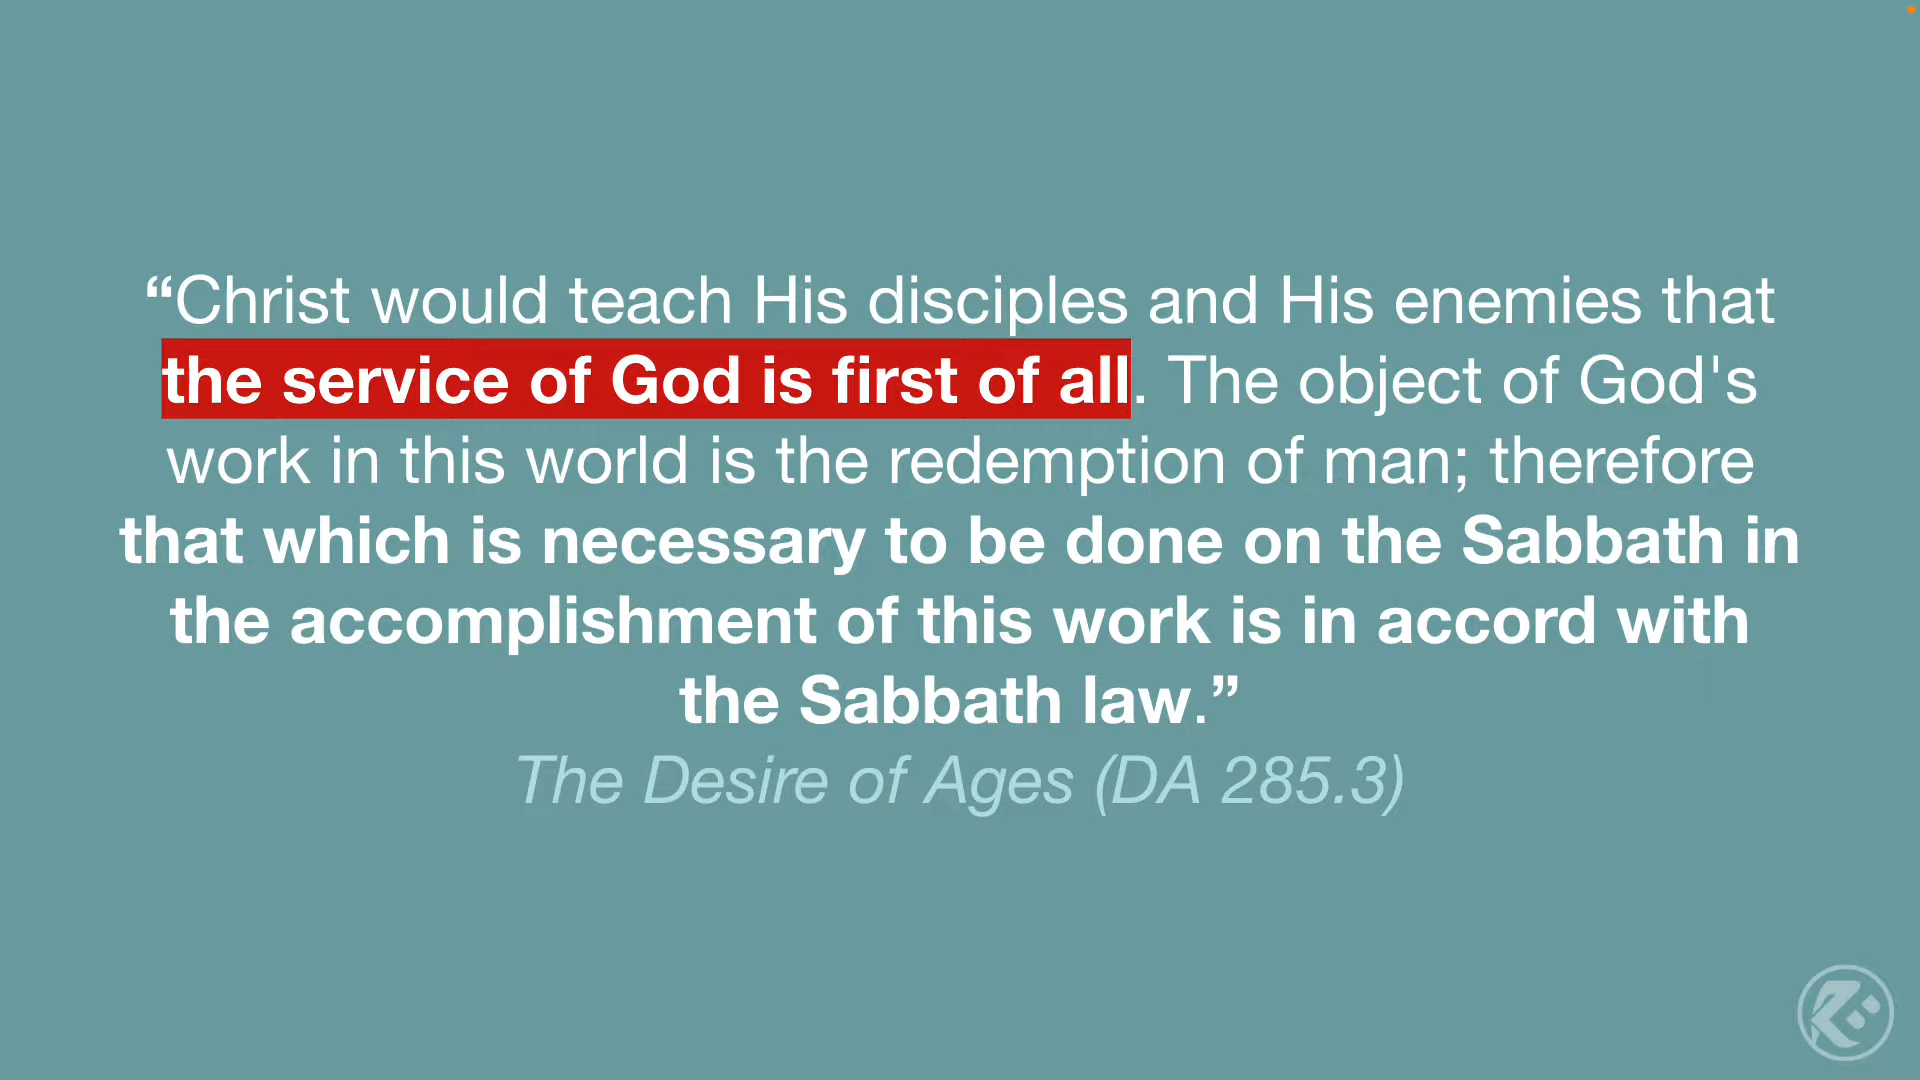 “Christ would teach His disciples and His enemies that
the service of God is first of all. The object of God's
work in this world is the redemption of man; therefore
that which is necessary to be done on the Sabbath in
the accomplishment of this work is in accord with
the Sabbath law.”
The Desire of Ages (DA 285.3)